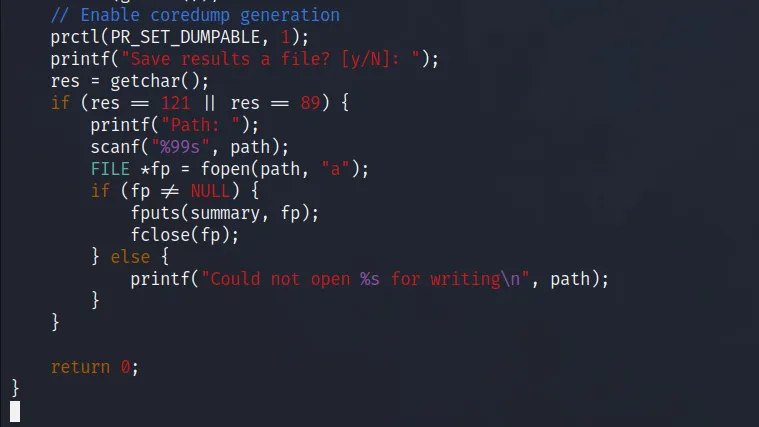 // Enable coredump generation
prctl(PR_SET_DUMPABLE, 1);
printf("Save results a file? [y/N]: ");
res = getchar();
if (res == 121 || res == 89) {
printf("Path: ");
scanf("%99s", path);
FILE *fp = fopen(path, "a");
if (fp != NULL) {
fputs(summary, fp);
fclose(fp);
} else {
printf("Could not open %s for writing\n", path);
}
}
return 0;
}